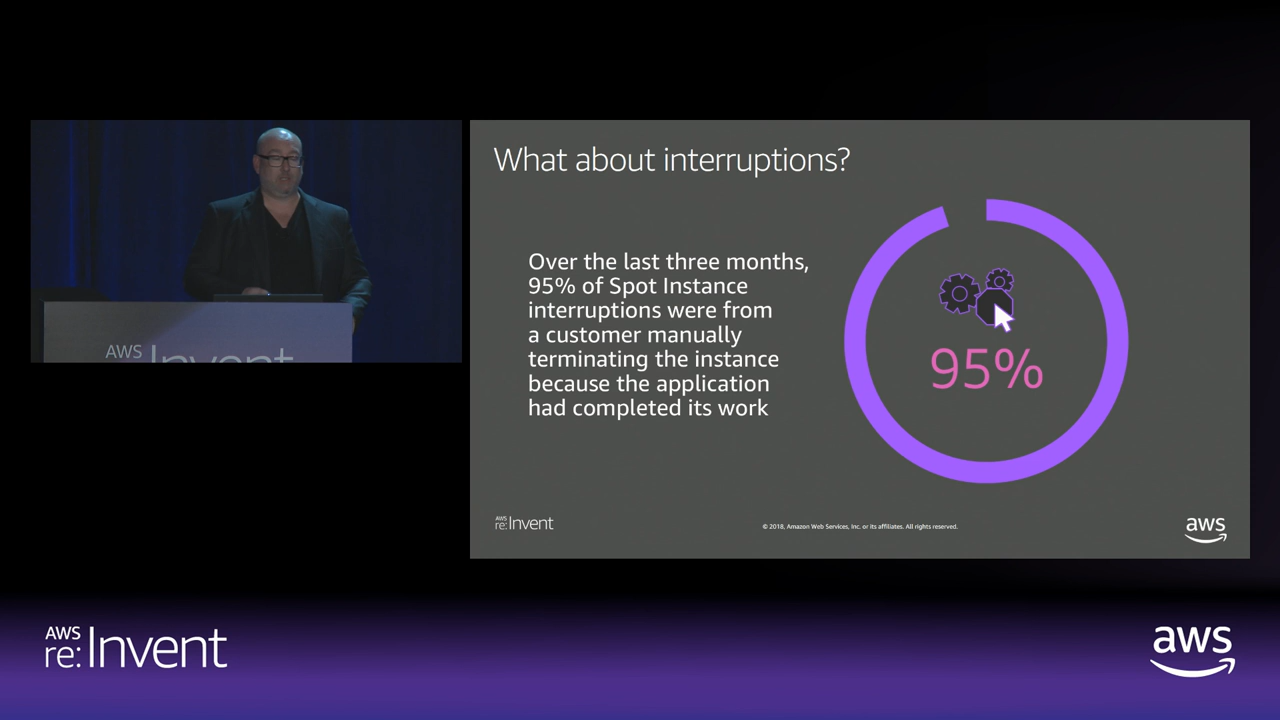 What about interruptions?
Over the last three months,
95% of Spot Instance
interruptions were from
a customer manually
terminating the instance
because the application
had completed its work
95%
AWS
re:Invent
© 2018, Amazon Web Services, Inc. or its affiliates. All rights reserved.
aws
AWS
Invent
AWS
re:Invent
aws